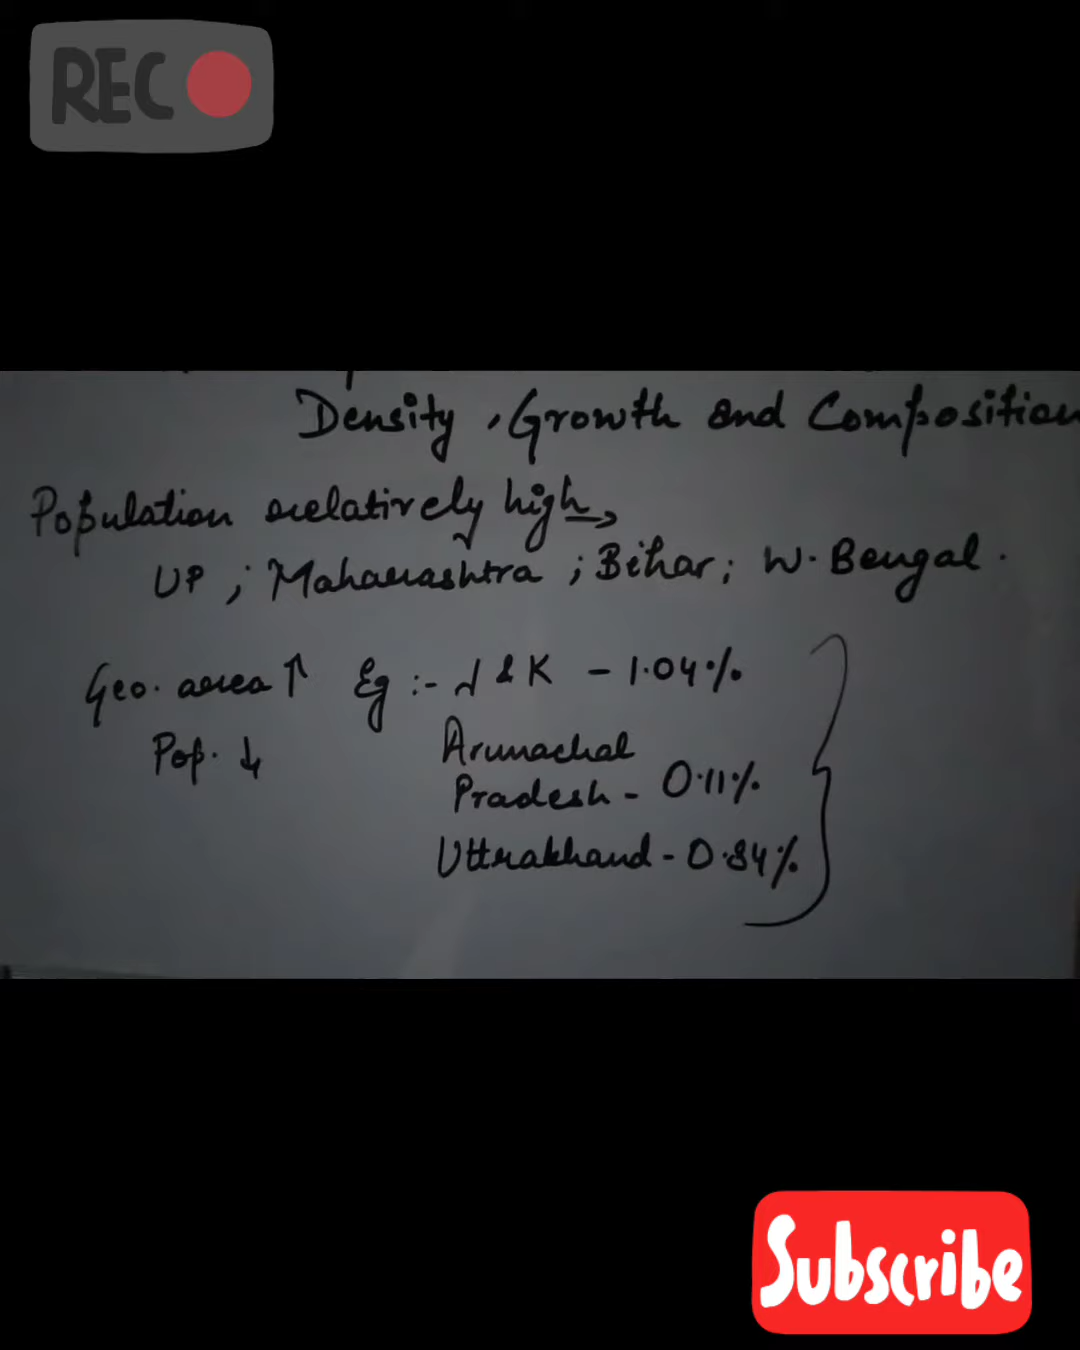 REC
Density, Growth and Composition
Population relatively high →
UP ; Maharashtra ; Bihar ; W. Bengal.
Geo. area ↑ Eg :- J & K - 1.04%
Pop. ↓ Arunachal
Pradesh - 0.11%
Uttrakhand - 0.84%
Subscribe